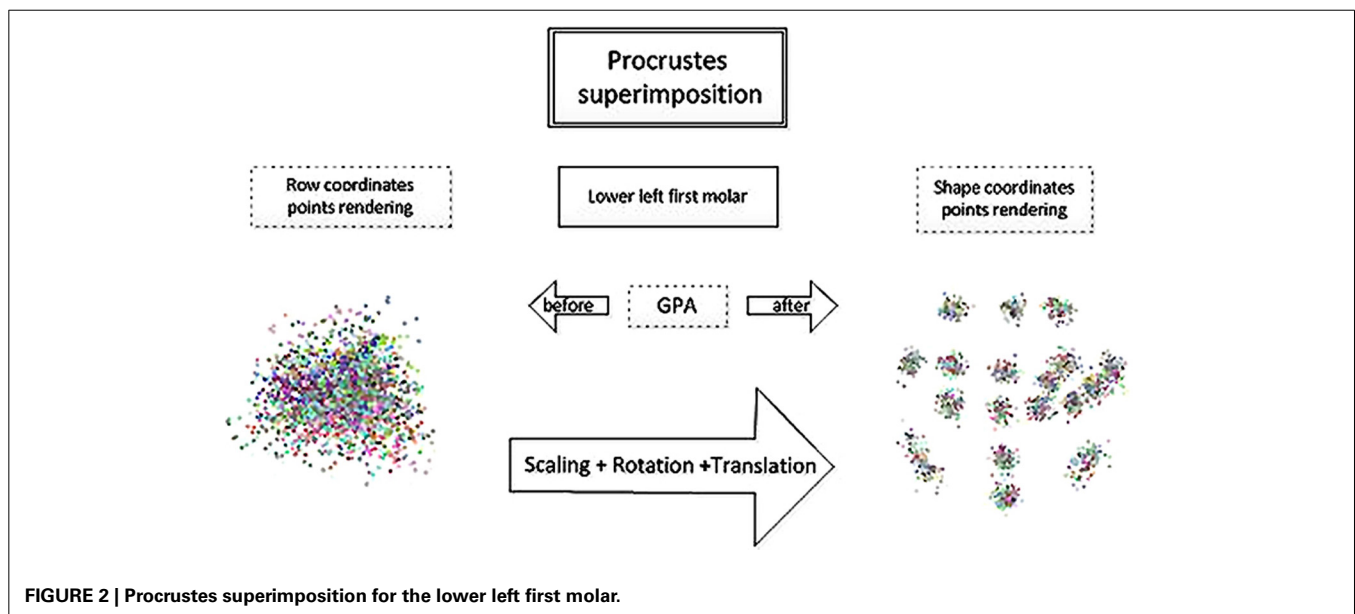 Procrustes
superimposition
Row coordinates
points rendering
Lower left first molar
Shape coordinates
points rendering
before
GPA
after
Scaling + Rotation +Translation
FIGURE 2 | Procrustes superimposition for the lower left first molar.